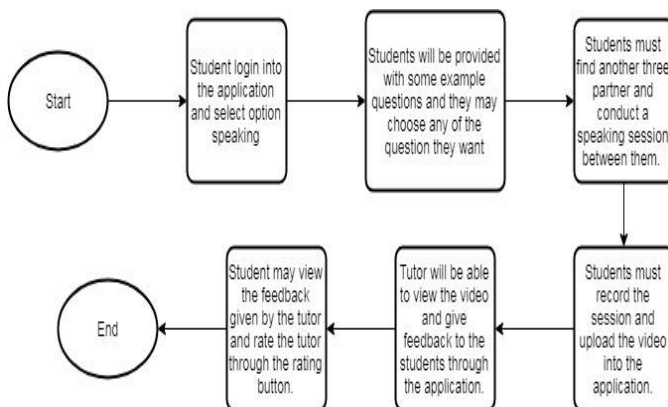 Start
Student login into
the application
and select option
speaking
Students will be provided
with some example
questions and they may
choose any of the
question they want
Students must
find another three
partner and
conduct a
speaking session
between them.
Students must
record the
session and
upload the video
into the
application.
Tutor will be able
to view the video
and give
feedback to the
students through
the application.
Student may view
the feedback
given by the tutor
and rate the tutor
through the rating
button.
End